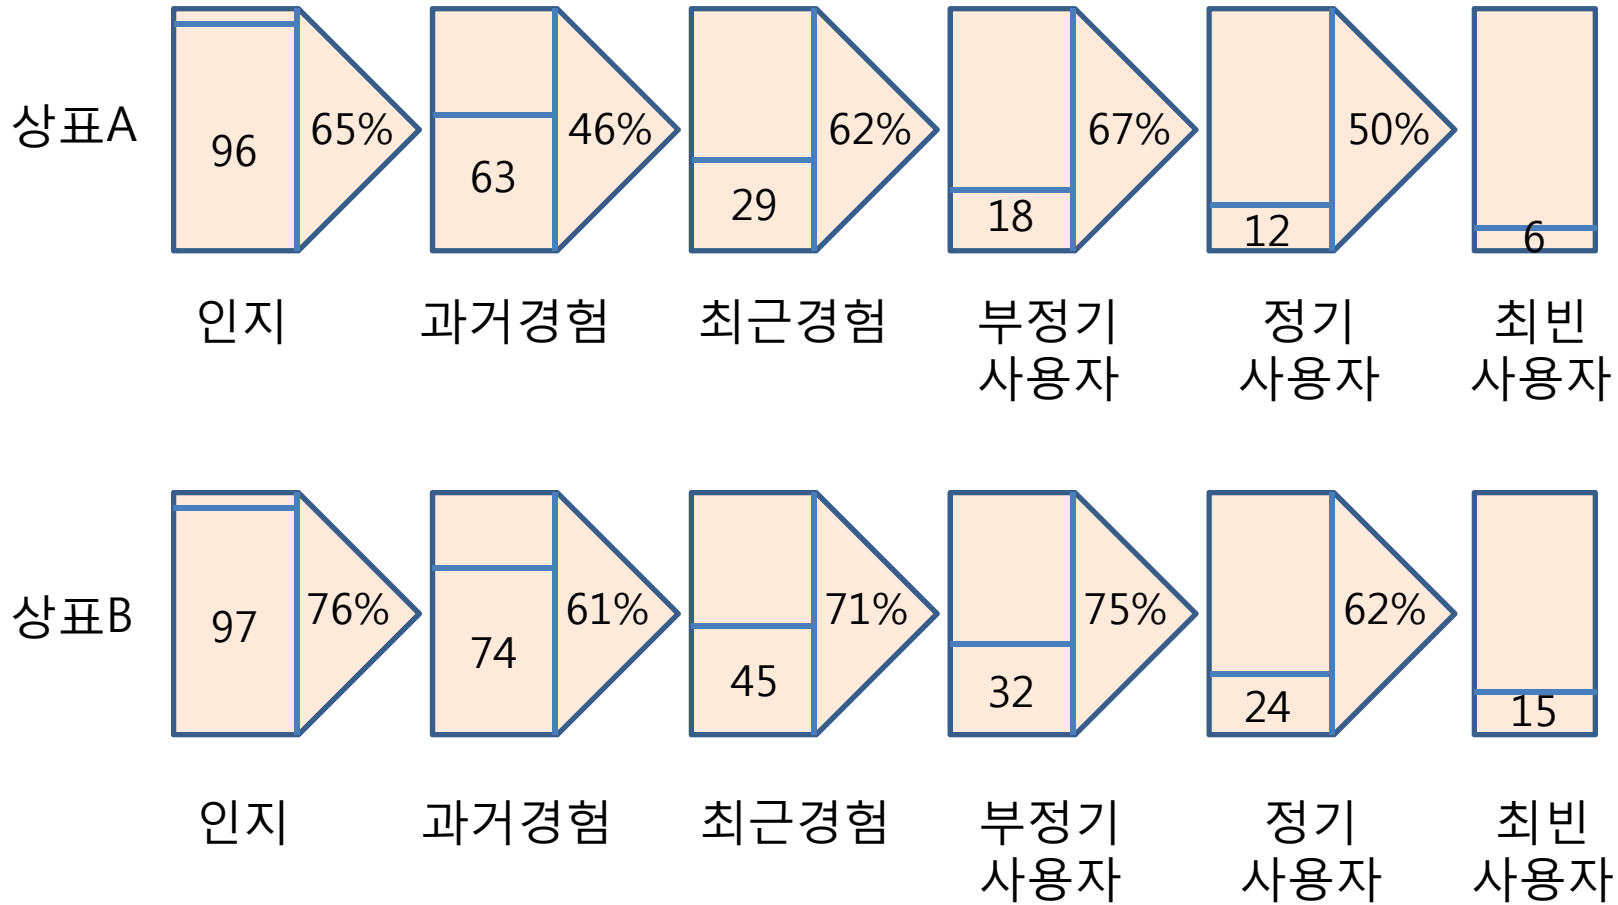 상표A
96
65%
63
46%
29
62%
18
67%
12
50%
6
인지
과거경험
최근경험
부정기
사용자
정기
사용자
최빈
사용자
상표B
97
76%
74
61%
45
71%
32
75%
24
62%
15
인지
과거경험
최근경험
부정기
사용자
정기
사용자
최빈
사용자